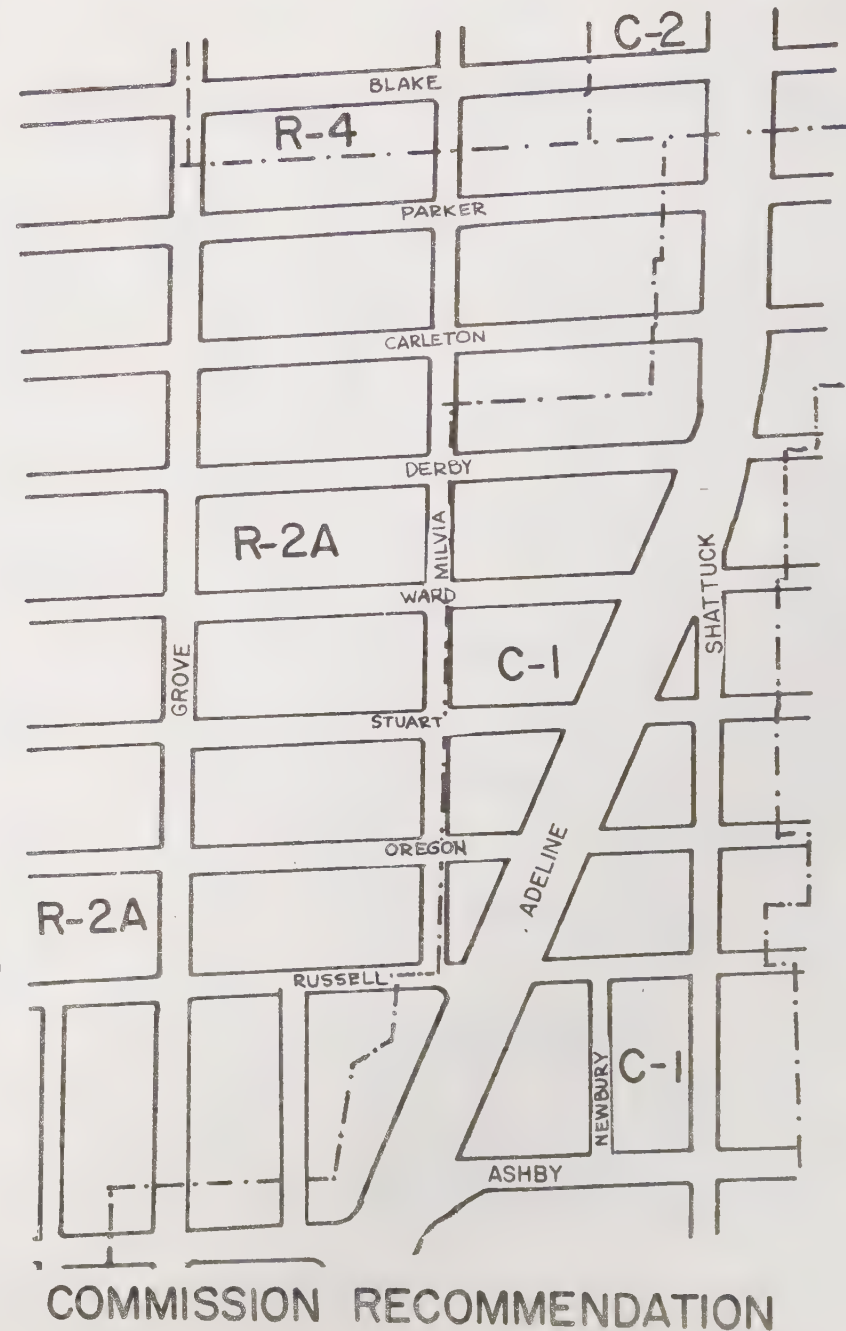 C-2
BLAKE
R-4
PARKER
CARLETON
DERBY
MILVIA
R-2A
WARD
SHATTUCK
GROVE
C-1
STUART
OREGON
ADELINE
R-2A
RUSSELL
NEWBURY
C-1
ASHBY
COMMISSION RECOMMENDATION